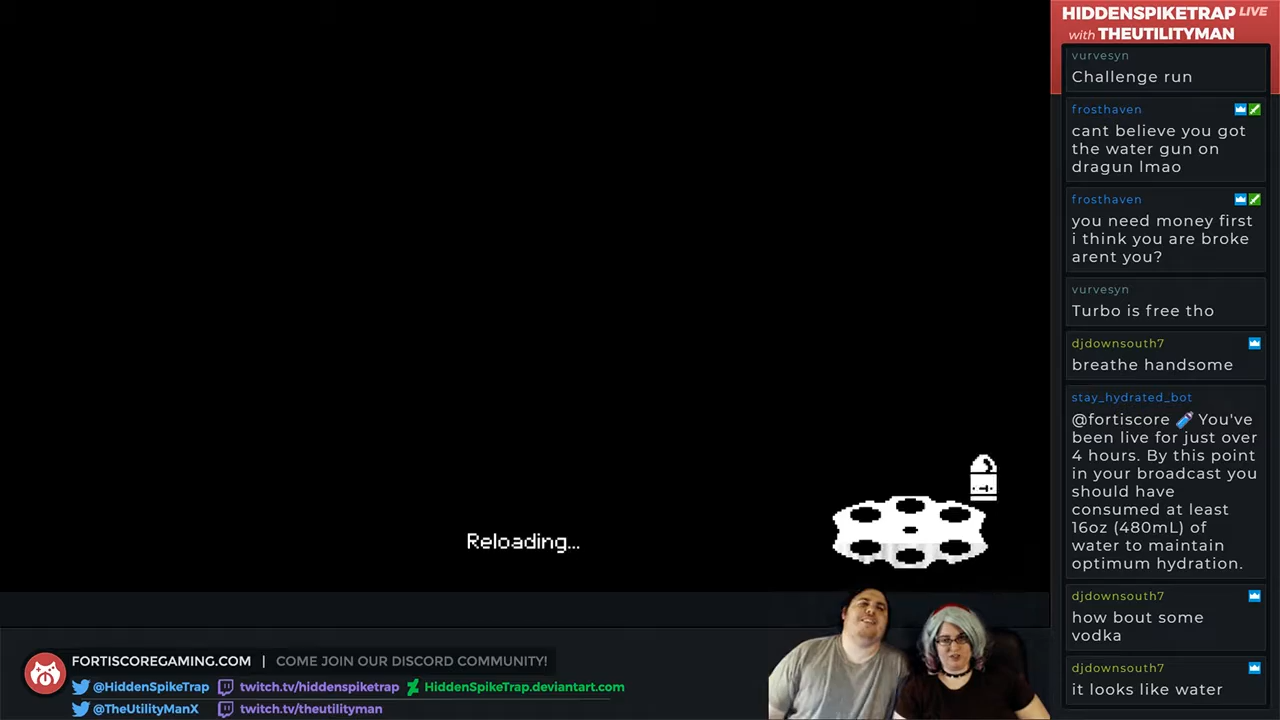 HIDDENSPIKETRAP LIVE
with THEUTILITYMAN
vurvesyn
Challenge run
frosthaven
cant believe you got
the water gun on
dragun lmao
frosthaven
you need money first
i think you are broke
arent you?
vurvesyn
Turbo is free tho
djdownsouth7
breathe handsome
stay_hydrated_bot
@fortiscore You've
been live for just over
4 hours. By this point
in your broadcast you
should have
consumed at least
16oz (480mL) of
water to maintain
optimum hydration.
djdownsouth7
how bout some
vodka
djdownsouth7
it looks like water
Reloading...
FORTISCOREGAMING.COM | COME JOIN OUR DISCORD COMMUNITY!
@HiddenSpikeTrap twitch.tv/hiddenspiketrap HiddenSpikeTrap.deviantart.com
@TheUtilityManX twitch.tv/theutilityman